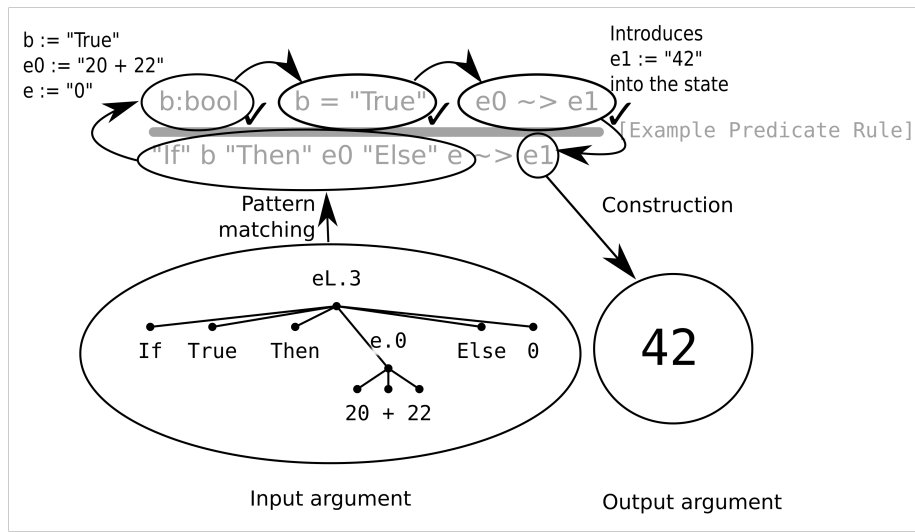 b := "True"
e0 := "20 + 22"
e := "0"
Introduces
e1 := "42"
into the state
b:bool ✓ b = "True" ✓ e0 ~> e1 ✓
[Example Predicate Rule]
"If" b "Then" e0 "Else" e ~> e1
Pattern
matching
Construction
eL.3
If True Then e.0 Else 0
20 + 22
42
Input argument
Output argument